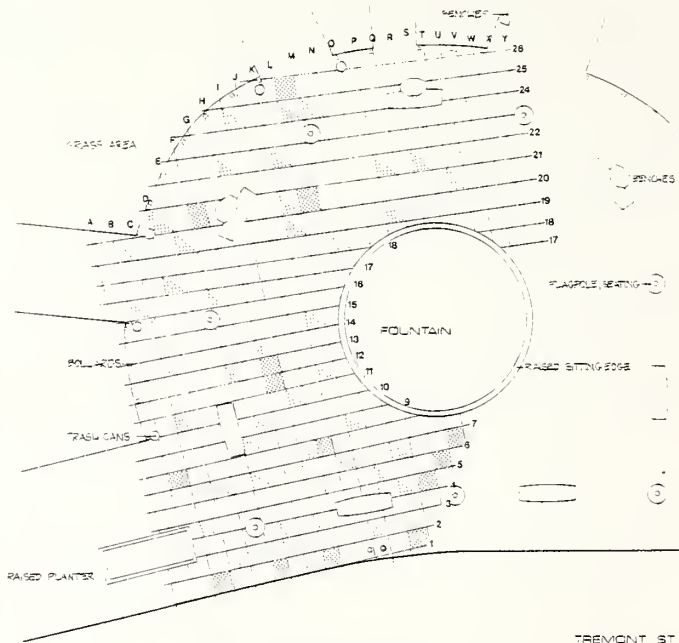 BENCHES
A B C D E F G H I J K L M N O P Q R S T U V W X Y
26
25
24
22
21
20
19
18
17
GRASS AREA
BENCHES
18
17
16
15
14
13
12
11
10
9
7
6
5
4
3
2
1
FOUNTAIN
FLAGPOLE, SEATING
RAISED SITTING EDGE
BOLLARDS
TRASH CANS
RAISED PLANTER
TREMONT ST